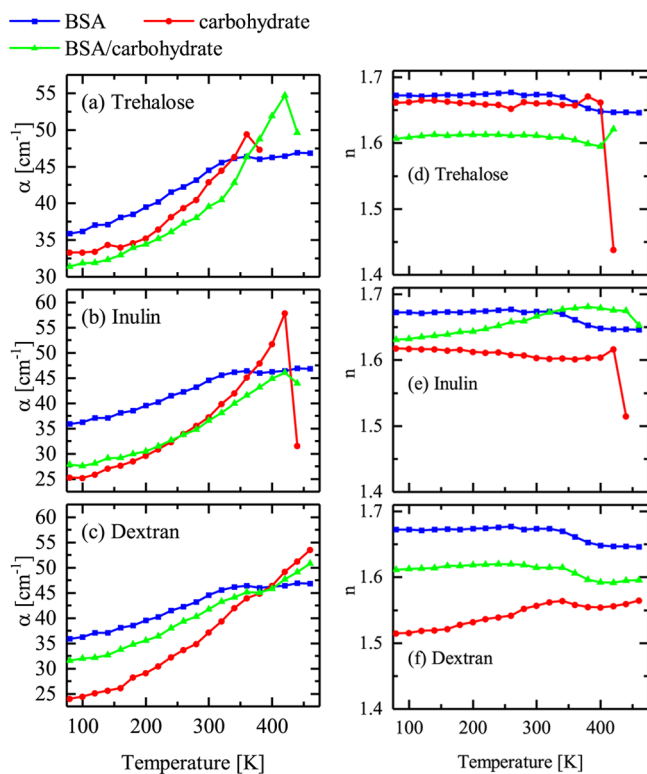 BSA carbohydrate
BSA/carbohydrate
(a) Trehalose
α [cm⁻¹]
55
50
45
40
35
30
(b) Inulin
α [cm⁻¹]
60
55
50
45
40
35
30
25
(c) Dextran
α [cm⁻¹]
60
55
50
45
40
35
30
25
100 200 300 400
Temperature [K]
(d) Trehalose
n
1.7
1.6
1.5
1.4
(e) Inulin
n
1.7
1.6
1.5
1.4
(f) Dextran
n
1.8
1.7
1.6
1.5
1.4
100 200 300 400
Temperature [K]